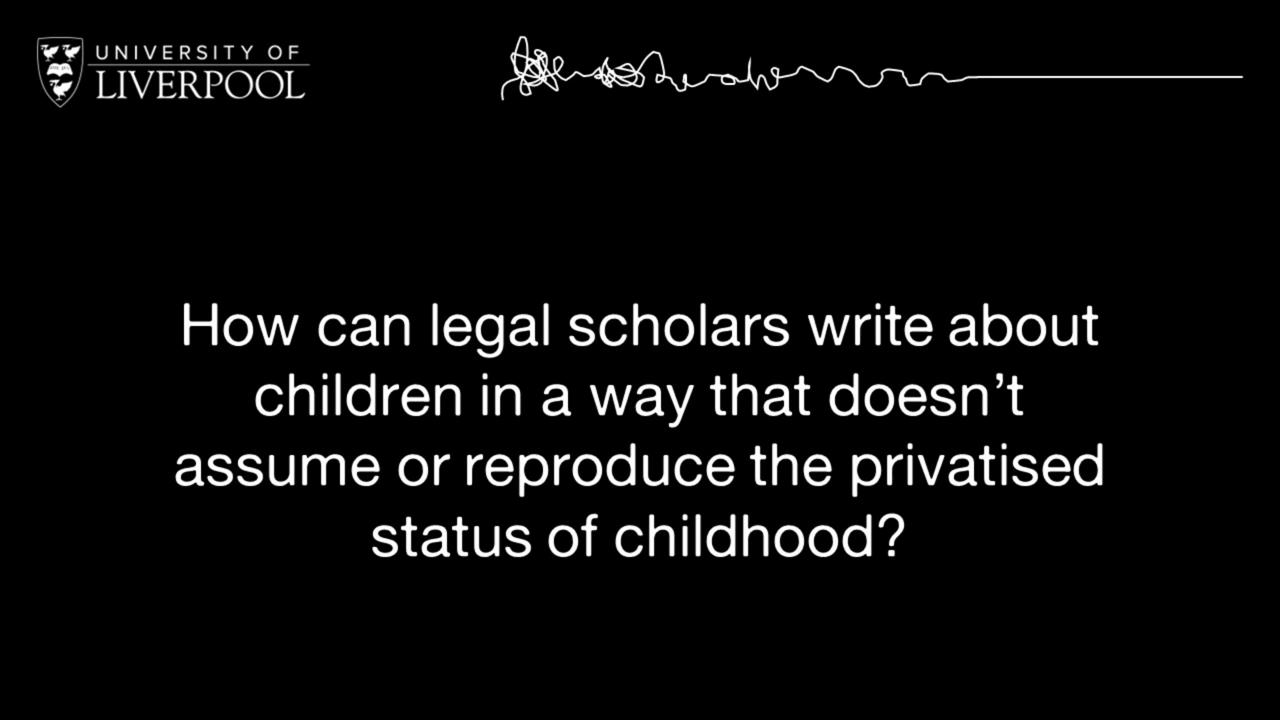 UNIVERSITY OF
LIVERPOOL
How can legal scholars write about
children in a way that doesn’t
assume or reproduce the privatised
status of childhood?